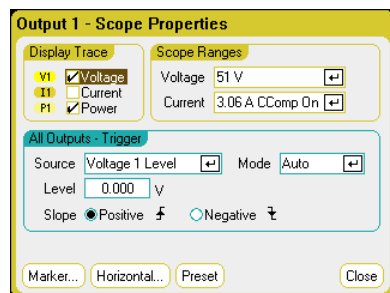 Output 1 - Scope Properties
Display Trace
V1 Voltage
I1 Current
P1 Power
Scope Ranges
Voltage 51 V
Current 3.06 A CComp On
All Outputs - Trigger
Source Voltage 1 Level Mode Auto
Level 0.000 V
Slope Positive Negative
Marker... Horizontal... Preset Close